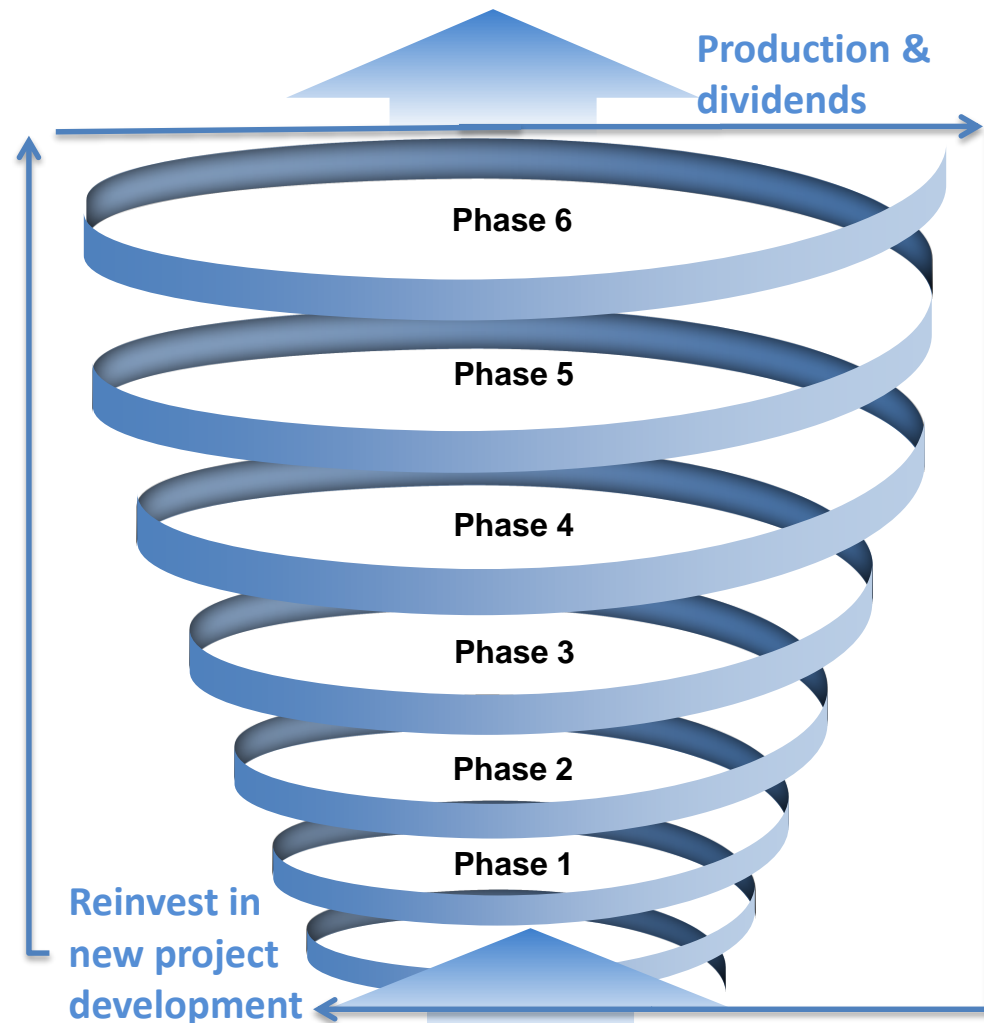 Production &
dividends
Phase 6
Phase 5
Phase 4
Phase 3
Phase 2
Phase 1
Reinvest in
new project
development